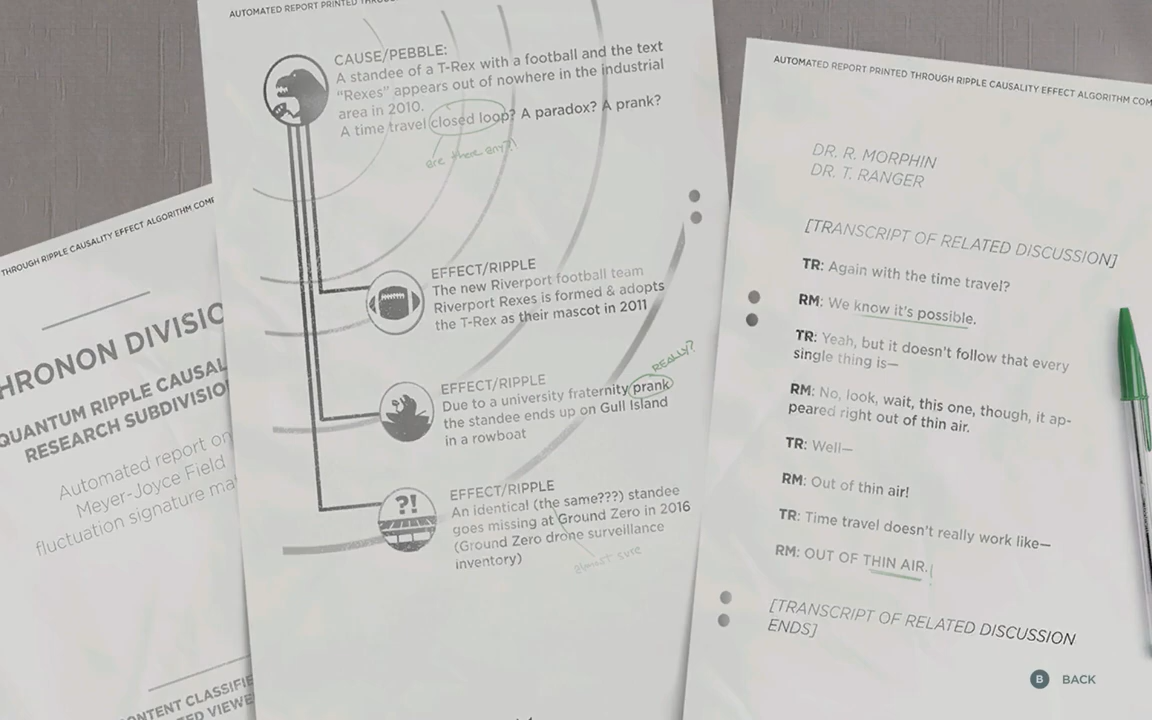 THROUGH RIPPLE CAUSALITY EFFECT ALGORITHM
HRONON DIVISIO
QUANTUM RIPPLE CAUSAL
RESEARCH SUBDIVISIO
Automated report on
Meyer-Joyce Field
fluctuation signature ma
ONTENT CLASSIFIE
TED VIEWE
AUTOMATED REPORT PRINTED
CAUSE/PEBBLE:
A standee of a T-Rex with a football and the text
"Rexes" appears out of nowhere in the industrial
area in 2010.
A time travel closed loop? A paradox? A prank?
are there any?!
EFFECT/RIPPLE
The new Riverport football team
Riverport Rexes is formed & adopts
the T-Rex as their mascot in 2011
REALLY?
EFFECT/RIPPLE
Due to a university fraternity prank
the standee ends up on Gull Island
in a rowboat
?!
EFFECT/RIPPLE
An identical (the same???) standee
goes missing at Ground Zero in 2016
(Ground Zero drone surveillance
inventory)
almost sure
AUTOMATED REPORT PRINTED THROUGH RIPPLE CAUSALITY EFFECT ALGORITHM COM
DR. R. MORPHIN
DR. T. RANGER
[TRANSCRIPT OF RELATED DISCUSSION]
TR: Again with the time travel?
RM: We know it's possible.
TR: Yeah, but it doesn't follow that every
single thing is—
RM: No, look, wait, this one, though, it ap-
peared right out of thin air.
TR: Well—
RM: Out of thin air!
TR: Time travel doesn't really work like—
RM: OUT OF THIN AIR.
[TRANSCRIPT OF RELATED DISCUSSION
ENDS]
B BACK